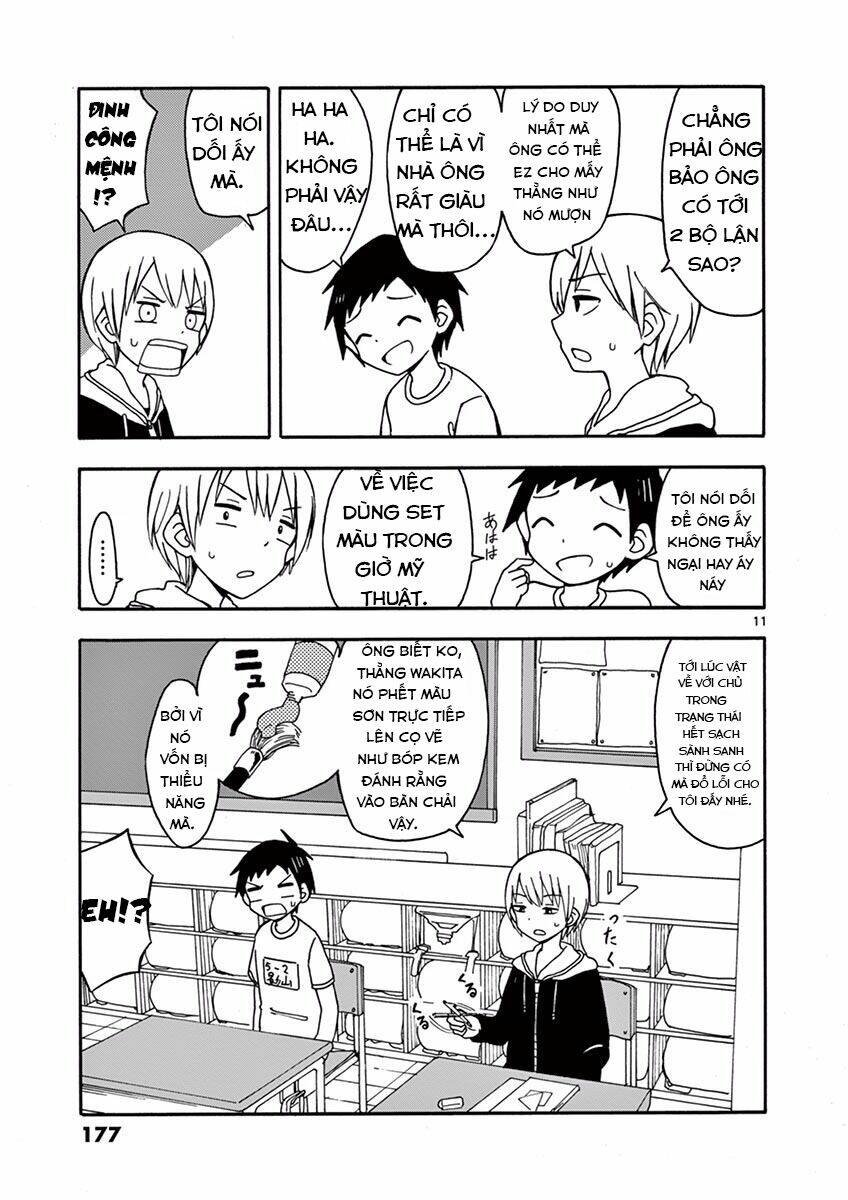 CHẲNG
PHẢI ÔNG
BẢO ÔNG
CÓ TỚI
2 BỘ LẬN
SAO?
LÝ DO DUY
NHẤT MÀ
ÔNG CÓ THỂ
EZ CHO MẤY
THẰNG NHƯ
NÓ MƯỢN
CHỈ CÓ
THỂ LÀ VÌ
NHÀ ÔNG
RẤT GIÀU
MÀ THÔI...
HA HA
HA.
KHÔNG
PHẢI VẬY
ĐÂU...
TÔI NÓI
DỐI ẤY
MÀ.
ĐINH
CÔNG
MỆNH
!?
TÔI NÓI DỐI
ĐỂ ÔNG ẤY
KHÔNG THẤY
NGẠI HAY ÁY
NÁY
あはは
VỀ VIỆC
DÙNG SET
MÀU TRONG
GIỜ MỸ
THUẬT.
........
11
TỚI LÚC VẬT
VỀ VỚI CHỦ
TRONG
TRẠNG THÁI
HẾT SẠCH
SÀNH SANH
THÌ ĐỪNG CÓ
MÀ ĐỔ LỖI CHO
TÔI ĐẤY NHÉ.
ÔNG BIẾT KO,
THẰNG WAKITA
NÓ PHẾT MÀU
SƠN TRỰC TIẾP
LÊN CỌ VẼ
NHƯ BÓP KEM
ĐÁNH RẰNG
VÀO BÀN CHẢI
VẬY.
ニュ〜
BỞI VÌ
NÓ
VỐN BỊ
THIỂU
NĂNG
MÀ.
ったく
くる
くる
EH!?
5-2
177